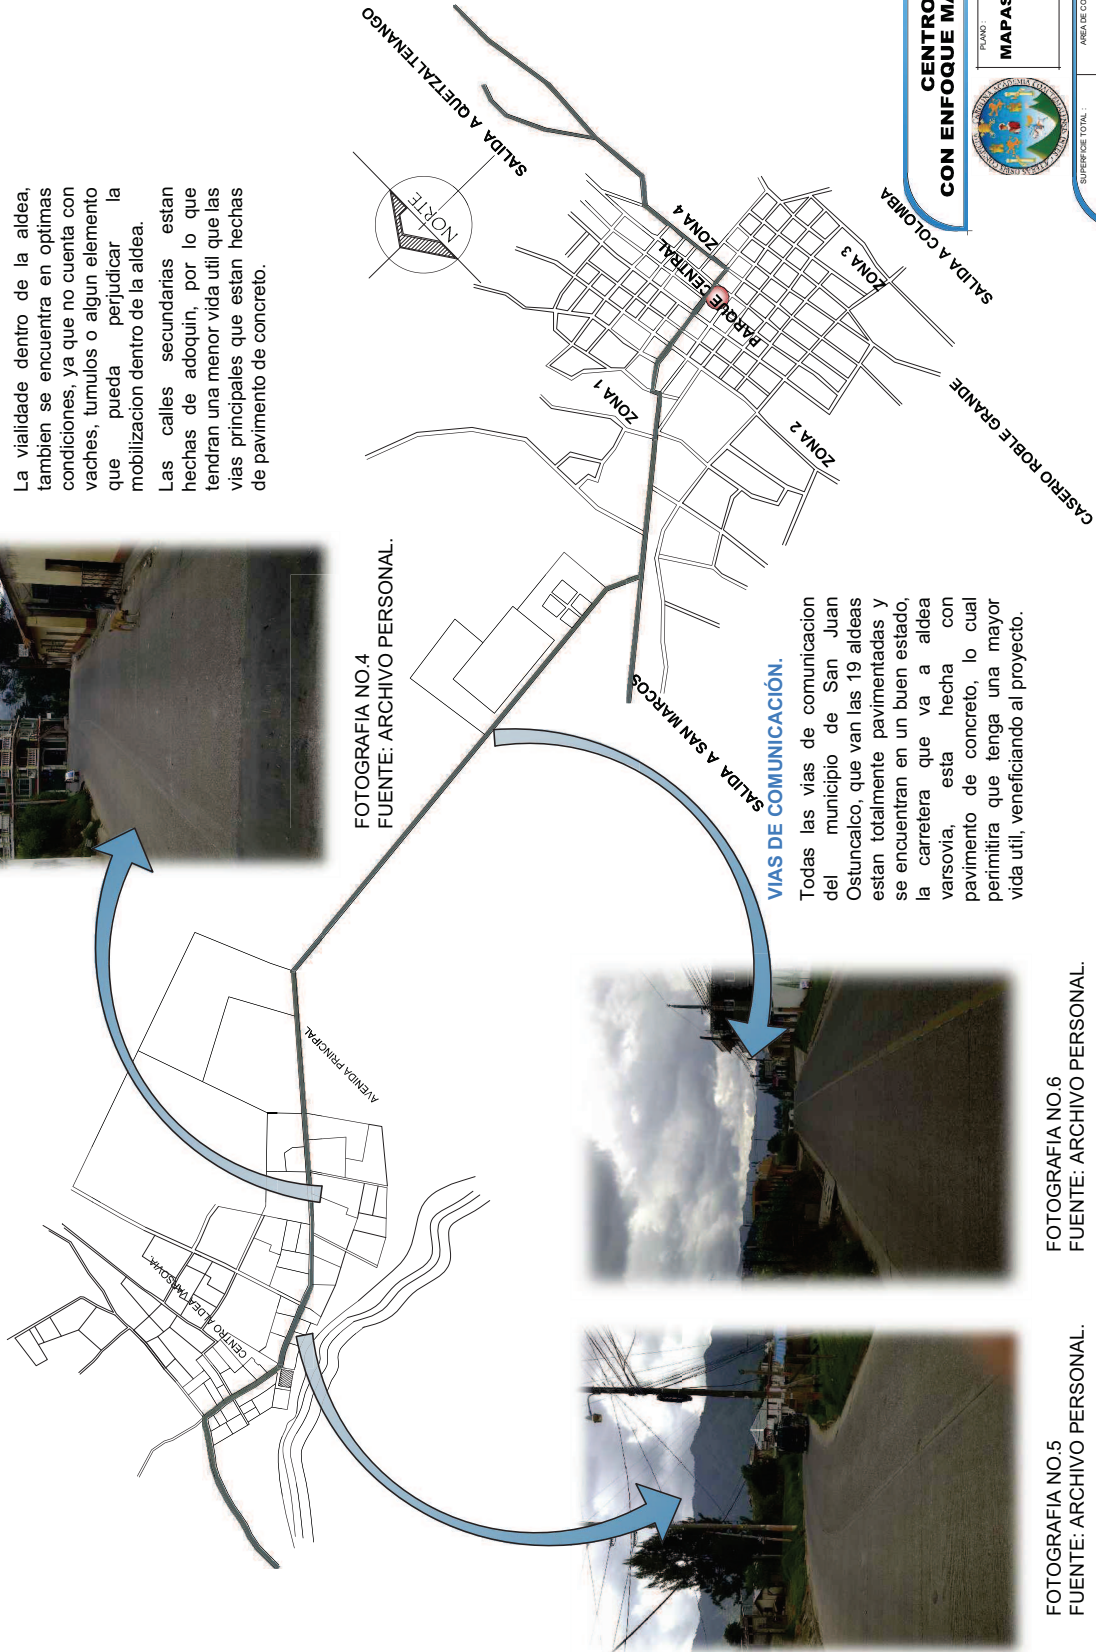 La vialidade dentro de la aldea,
tambien se encuentra en optimas
condiciones, ya que no cuenta con
vaches, tumulos o algun elemento
que pueda perjudicar la
mobilizacion dentro de la aldea.
Las calles secundarias estan
hechas de adoquin, por lo que
tendran una menor vida util que las
vias principales que estan hechas
de pavimento de concreto.
FOTOGRAFIA NO.4
FUENTE: ARCHIVO PERSONAL.
SALIDA A QUETZALTENANGO
NORTE
ZONA 4
PARQUE CENTRAL
ZONA 3
SALIDA A COLOMBA
ZONA 1
ZONA 2
CASERIO ROBLE GRANDE
SALIDA A SAN MARCOS
AVENIDA PRINCIPAL
CENTRO ALDEA VARSOVIA.
VIAS DE COMUNICACIÓN.
Todas las vias de comunicacion
del municipio de San Juan
Ostuncalco, que van las 19 aldeas
estan totalmente pavimentadas y
se encuentran en un buen estado,
la carretera que va a aldea
varsovia, esta hecha con
pavimento de concreto, lo cual
perimitira que tenga una mayor
vida util, veneficiando al proyecto.
FOTOGRAFIA NO.5
FUENTE: ARCHIVO PERSONAL.
FOTOGRAFIA NO.6
FUENTE: ARCHIVO PERSONAL.
CENTRO
CON ENFOQUE MA
PLANO :
MAPAS
SUPERFICIE TOTAL :
AREA DE CO